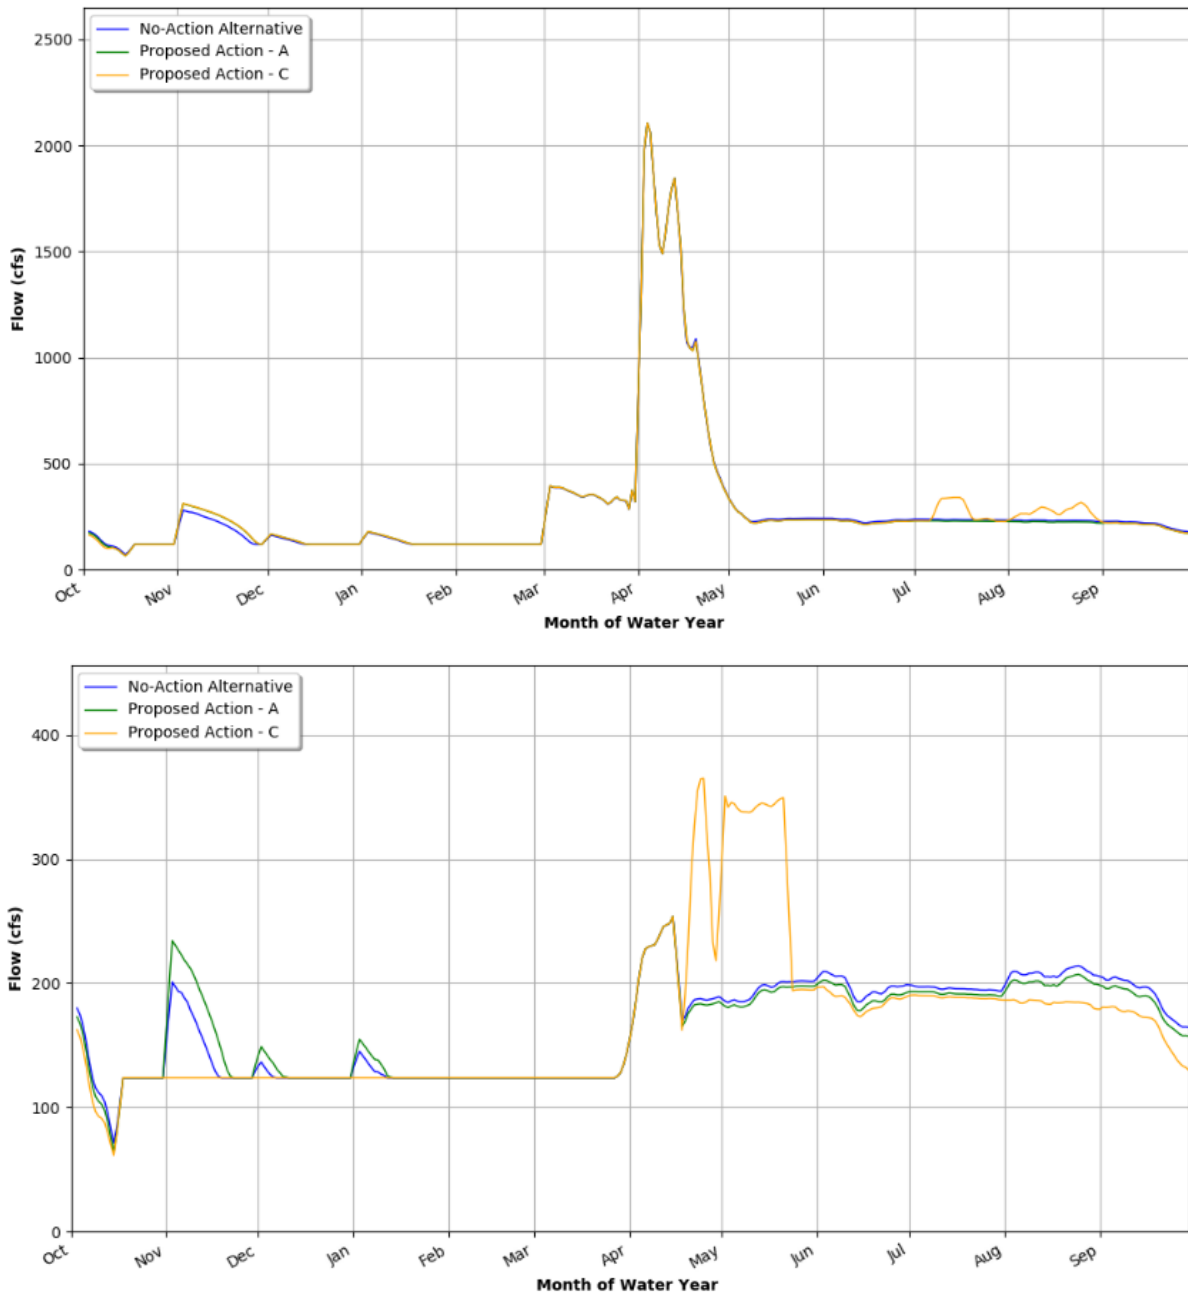 No-Action Alternative
Proposed Action - A
Proposed Action - C
2500
2000
1500
1000
500
0
Flow (cfs)
Oct Nov Dec Jan Feb Mar Apr May Jun Jul Aug Sep
Month of Water Year
No-Action Alternative
Proposed Action - A
Proposed Action - C
400
300
200
100
0
Flow (cfs)
Oct Nov Dec Jan Feb Mar Apr May Jun Jul Aug Sep
Month of Water Year